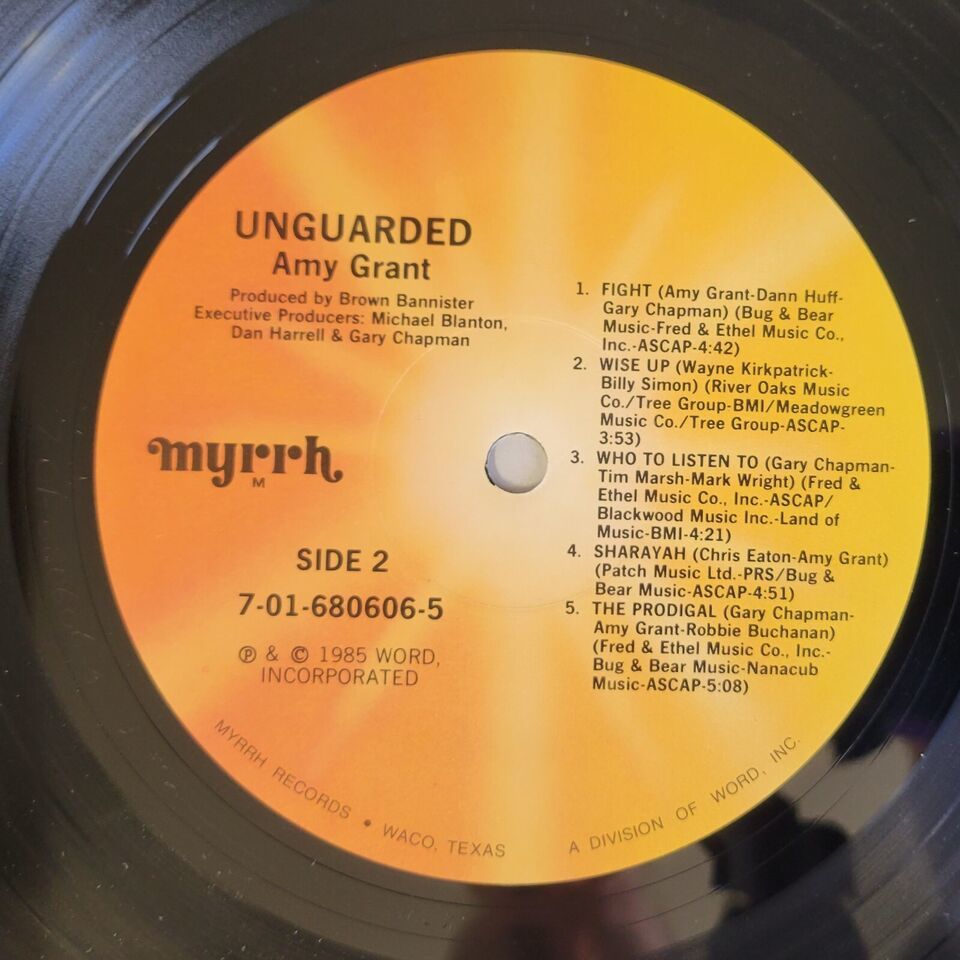 UNGUARDED
Amy Grant
Produced by Brown Bannister
Executive Producers: Michael Blanton,
Dan Harrell & Gary Chapman
myrrh
M
SIDE 2
7-01-680606-5
℗ & © 1985 WORD,
INCORPORATED
1. FIGHT (Amy Grant-Dann Huff-
Gary Chapman) (Bug & Bear
Music-Fred & Ethel Music Co.,
Inc.-ASCAP-4:42)
2. WISE UP (Wayne Kirkpatrick-
Billy Simon) (River Oaks Music
Co./Tree Group-BMI/Meadowgreen
Music Co./Tree Group-ASCAP-
3:53)
3. WHO TO LISTEN TO (Gary Chapman-
Tim Marsh-Mark Wright) (Fred &
Ethel Music Co., Inc.-ASCAP/
Blackwood Music Inc.-Land of
Music-BMI-4:21)
4. SHARAYAH (Chris Eaton-Amy Grant)
(Patch Music Ltd.-PRS/Bug &
Bear Music-ASCAP-4:51)
5. THE PRODIGAL (Gary Chapman-
Amy Grant-Robbie Buchanan)
(Fred & Ethel Music Co., Inc.-
Bug & Bear Music-Nanacub
Music-ASCAP-5:08)
MYRRH RECORDS • WACO, TEXAS
A DIVISION OF WORD, INC.